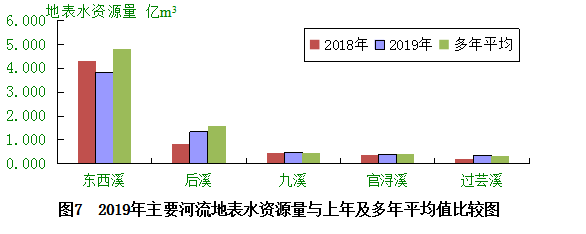 地表水资源量 亿m³
6.000
5.000
4.000
3.000
2.000
1.000
0.000
2018年 2019年 多年平均
东西溪 后溪 九溪 官浔溪 过芸溪
图7 2019年主要河流地表水资源量与上年及多年平均值比较图